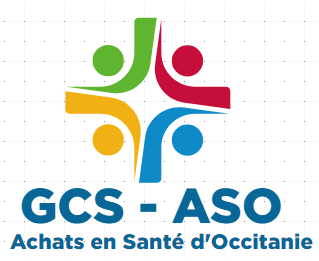 GCS - ASO
Achats en Santé d'Occitanie